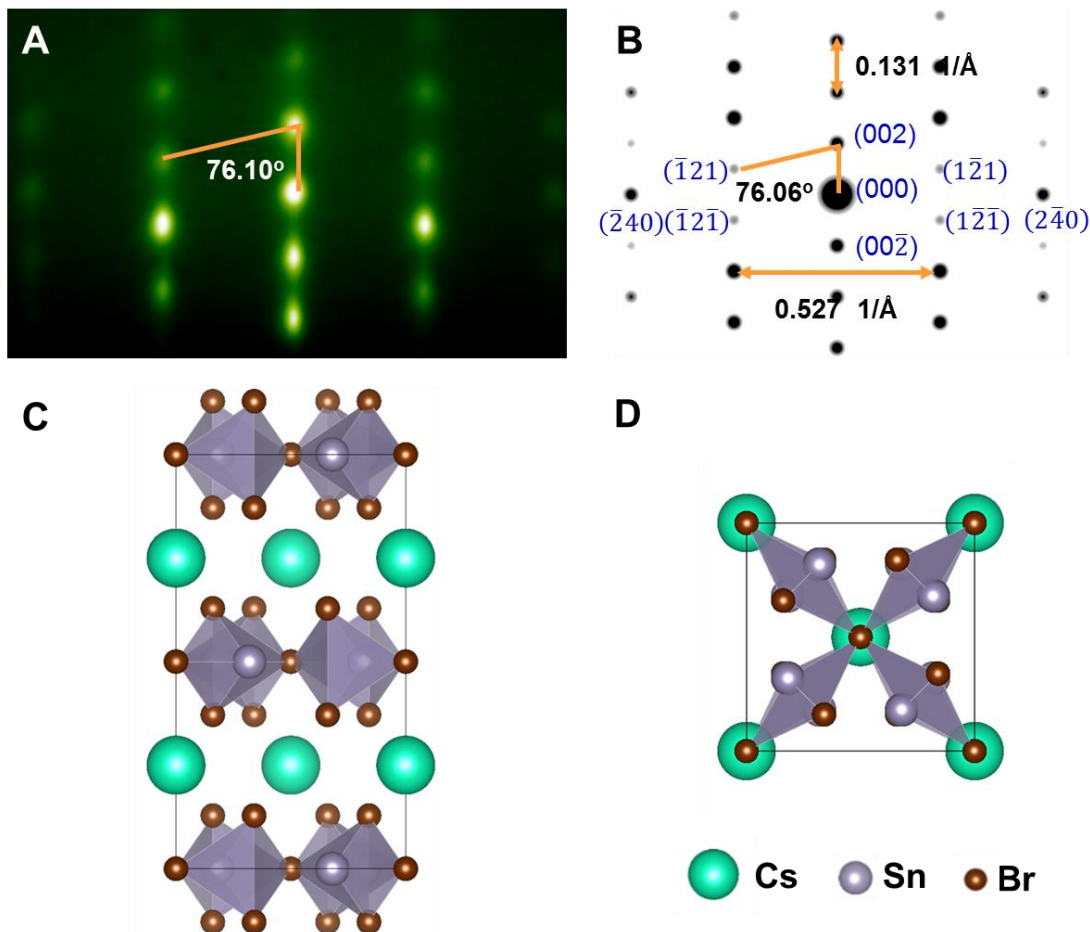 A
76.10°
B
0.131 1/Å
(002)
(1̅21)
(11̅2̅1)
76.06°
(000)
(2̅40)(1̅21̅)
(12̅1̅)
(24̅0)
(002̅)
0.527 1/Å
C
D
Cs
Sn
Br